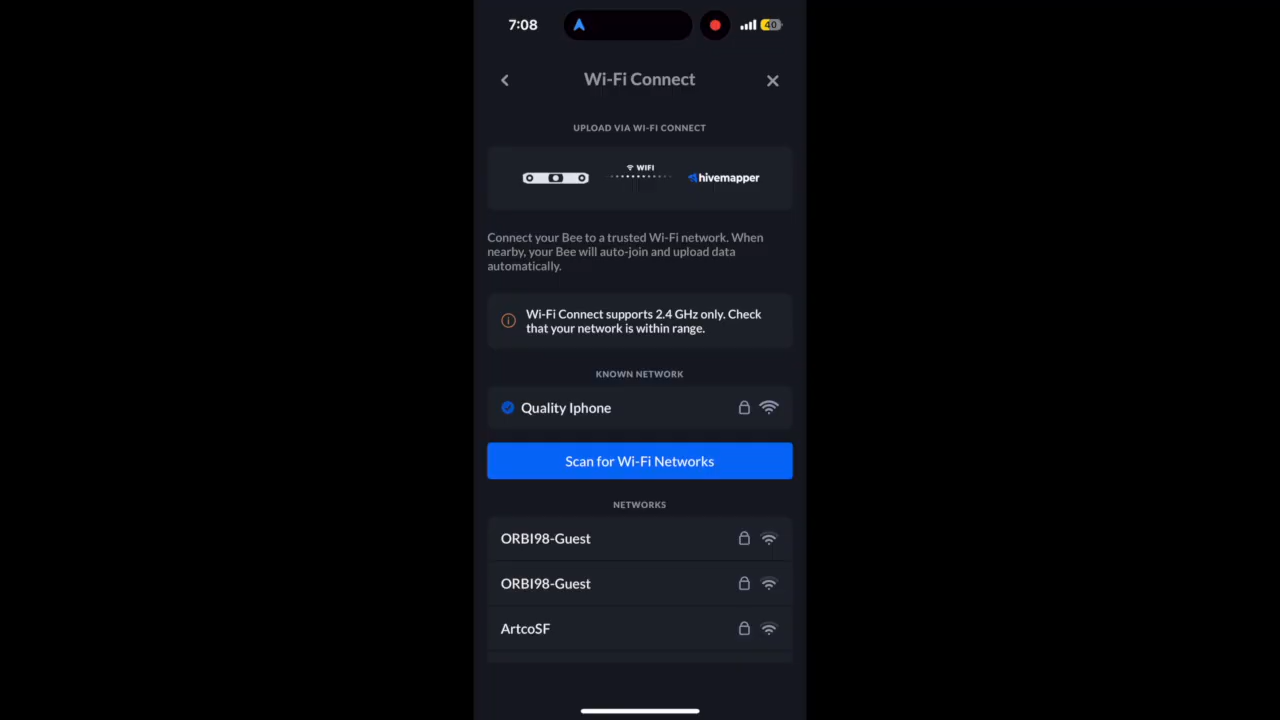 7:08
40
Wi-Fi Connect
UPLOAD VIA WI-FI CONNECT
WIFI
hivemapper
Connect your Bee to a trusted Wi-Fi network. When
nearby, your Bee will auto-join and upload data
automatically.
Wi-Fi Connect supports 2.4 GHz only. Check
that your network is within range.
KNOWN NETWORK
Quality Iphone
Scan for Wi-Fi Networks
NETWORKS
ORBI98-Guest
ORBI98-Guest
ArtcoSF